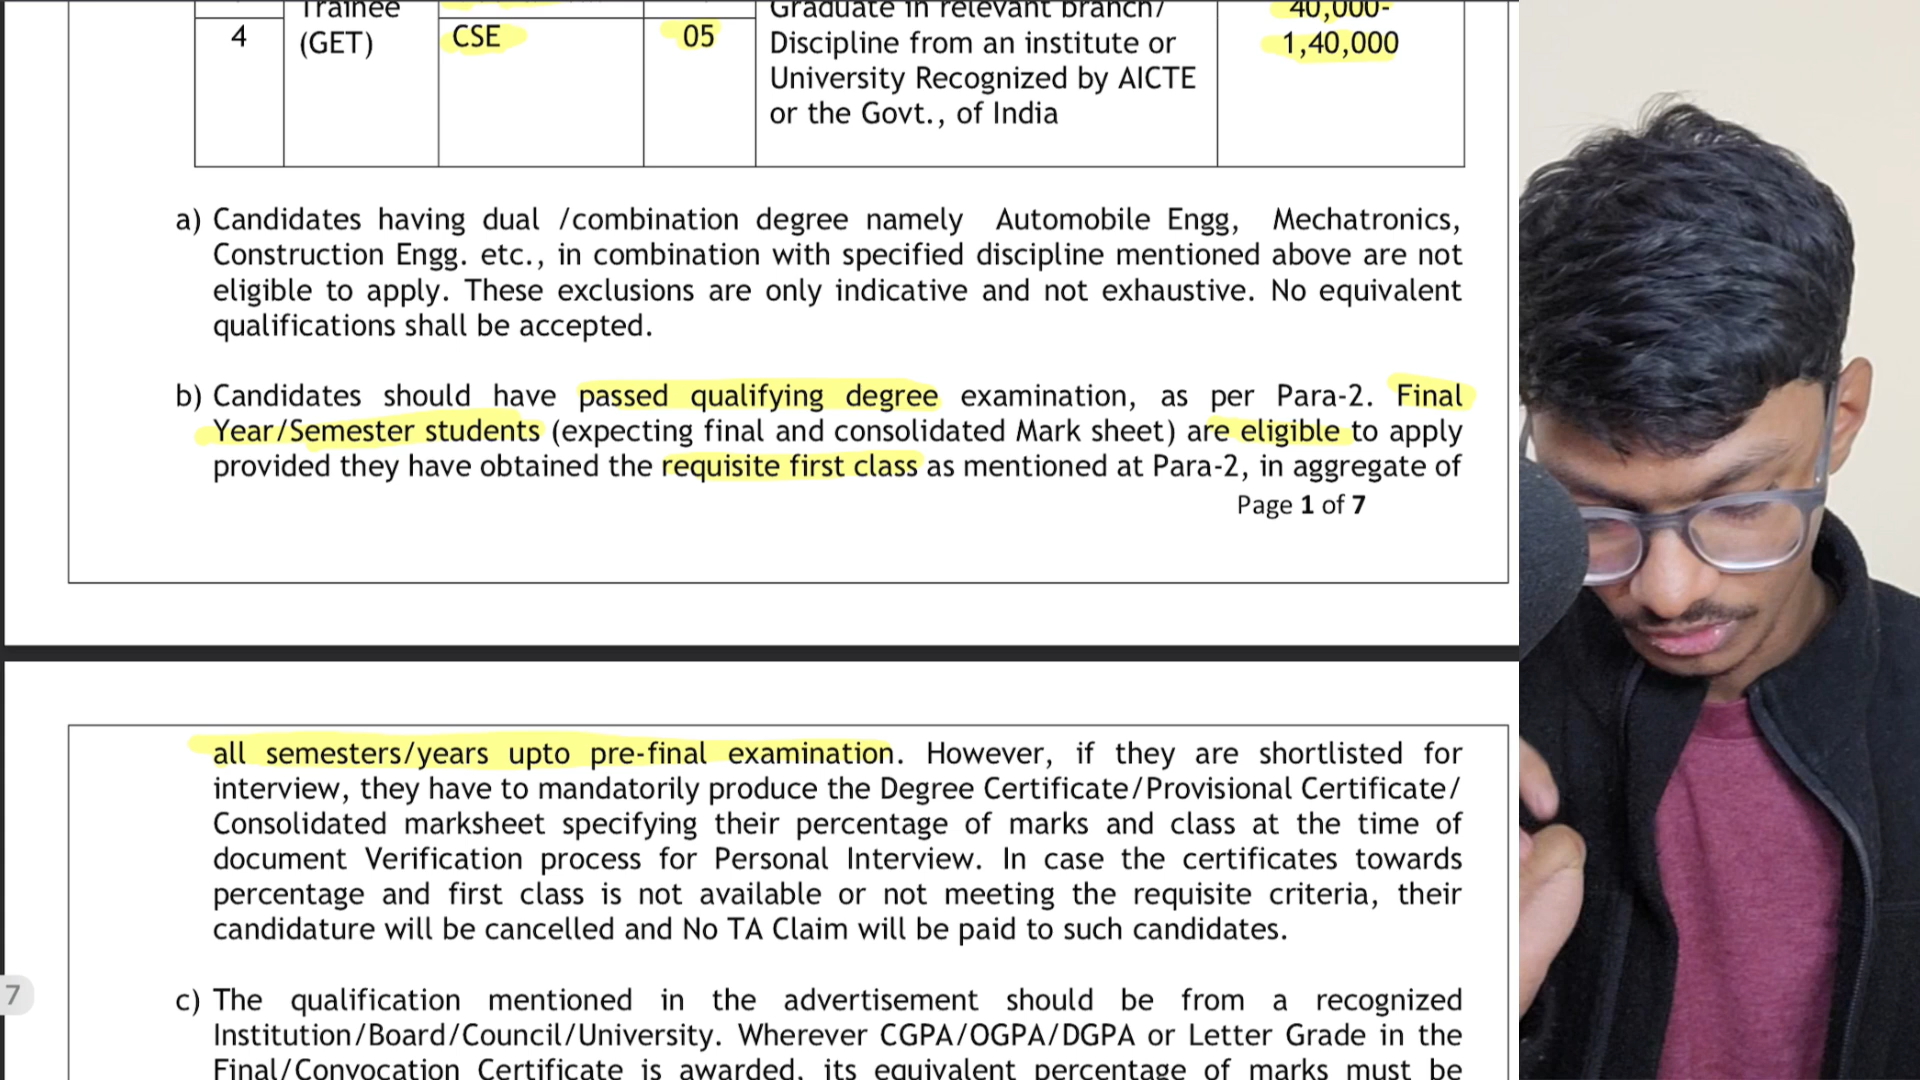 Trainee
(GET)
4
CSE
05
Graduate in relevant branch/
Discipline from an institute or
University Recognized by AICTE
or the Govt., of India
40,000-
1,40,000
a) Candidates having dual /combination degree namely Automobile Engg, Mechatronics,
Construction Engg. etc., in combination with specified discipline mentioned above are not
eligible to apply. These exclusions are only indicative and not exhaustive. No equivalent
qualifications shall be accepted.
b) Candidates should have passed qualifying degree examination, as per Para-2. Final
Year/Semester students (expecting final and consolidated Mark sheet) are eligible to apply
provided they have obtained the requisite first class as mentioned at Para-2, in aggregate of
Page 1 of 7
all semesters/years upto pre-final examination. However, if they are shortlisted for
interview, they have to mandatorily produce the Degree Certificate/Provisional Certificate/
Consolidated marksheet specifying their percentage of marks and class at the time of
document Verification process for Personal Interview. In case the certificates towards
percentage and first class is not available or not meeting the requisite criteria, their
candidature will be cancelled and No TA Claim will be paid to such candidates.
7
c) The qualification mentioned in the advertisement should be from a recognized
Institution/Board/Council/University. Wherever CGPA/OGPA/DGPA or Letter Grade in the
Final/Convocation Certificate is awarded, its equivalent percentage of marks must be